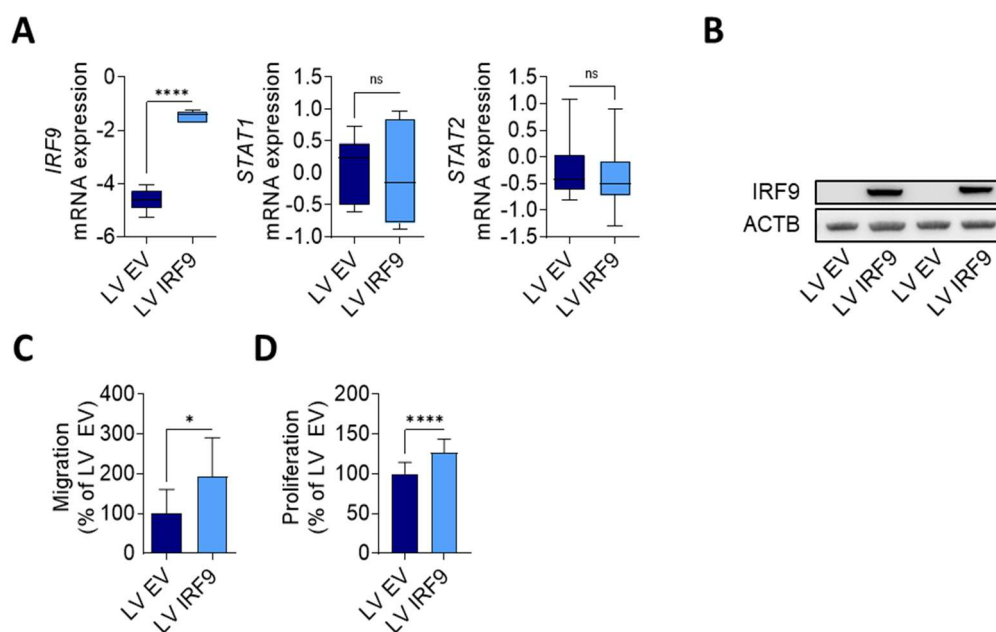 A
IRF9
mRNA expression
0
-2
-4
-6
****
LV EV
LV IRF9
STAT1
mRNA expression
1.5
1.0
0.5
0.0
-0.5
-1.0
ns
LV EV
LV IRF9
STAT2
mRNA expression
1.5
1.0
0.5
-0.0
-0.5
-1.0
-1.5
ns
LV EV
LV IRF9
B
IRF9
ACTB
LV EV
LV IRF9
LV EV
LV IRF9
C
Migration
(% of LV EV)
400
300
200
100
0
*
LV EV
LV IRF9
D
Proliferation
(% of LV EV)
200
150
100
50
0
****
LV EV
LV IRF9